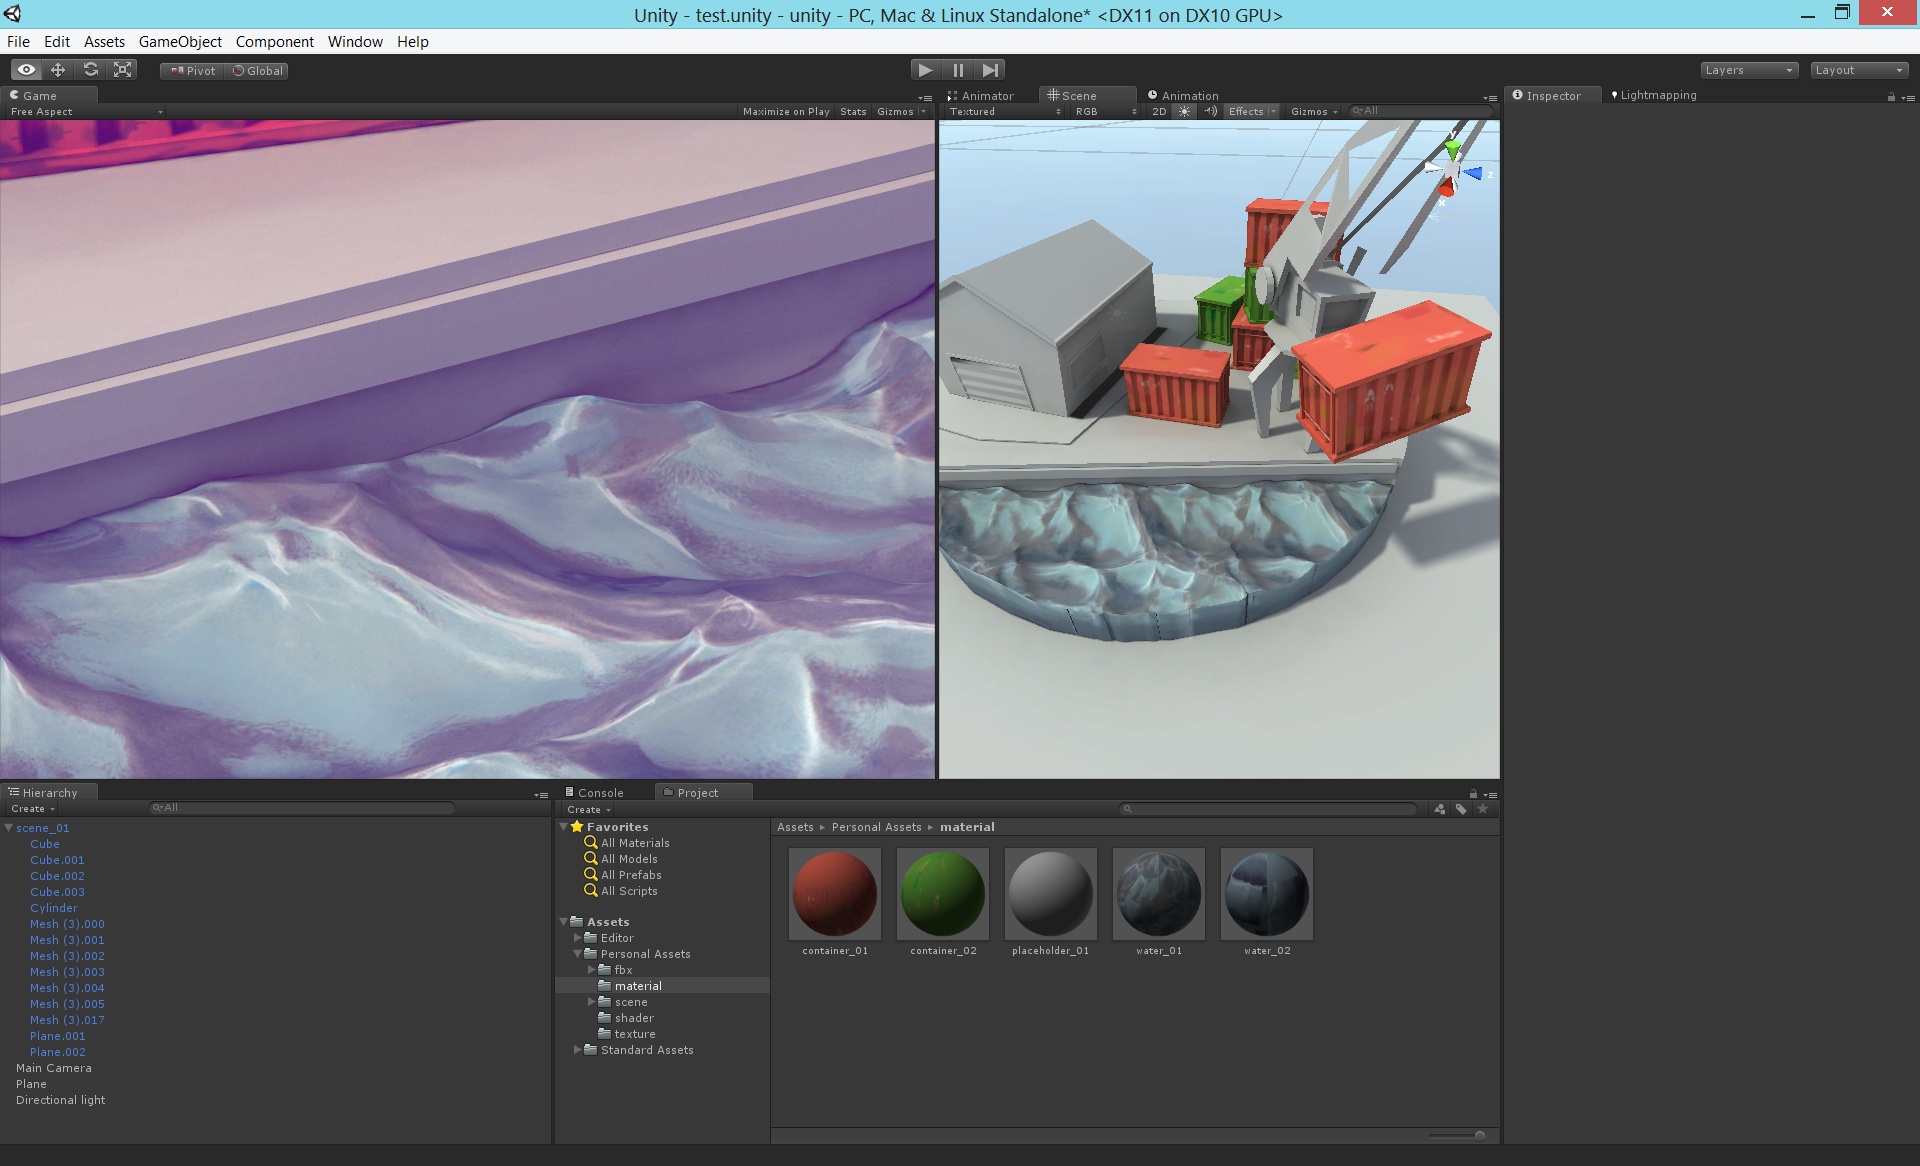 Unity - test.unity - unity - PC, Mac & Linux Standalone* <DX11 on DX10 GPU>
File Edit Assets GameObject Component Window Help
Pivot Global Layers Layout
Game
Free Aspect Maximize on Play Stats Gizmos
Animator Scene Animation
Textured RGB 2D Effects Gizmos All
Inspector Lightmapping
y
z
x
Hierarchy
Create All
scene_01
Cube
Cube.001
Cube.002
Cube.003
Cylinder
Mesh (3).000
Mesh (3).001
Mesh (3).002
Mesh (3).003
Mesh (3).004
Mesh (3).005
Mesh (3).017
Plane.001
Plane.002
Main Camera
Plane
Directional light
Console Project
Create
Favorites
All Materials
All Models
All Prefabs
All Scripts
Assets
Editor
Personal Assets
fbx
material
scene
shader
texture
Standard Assets
Assets Personal Assets material
container_01 container_02 placeholder_01 water_01 water_02